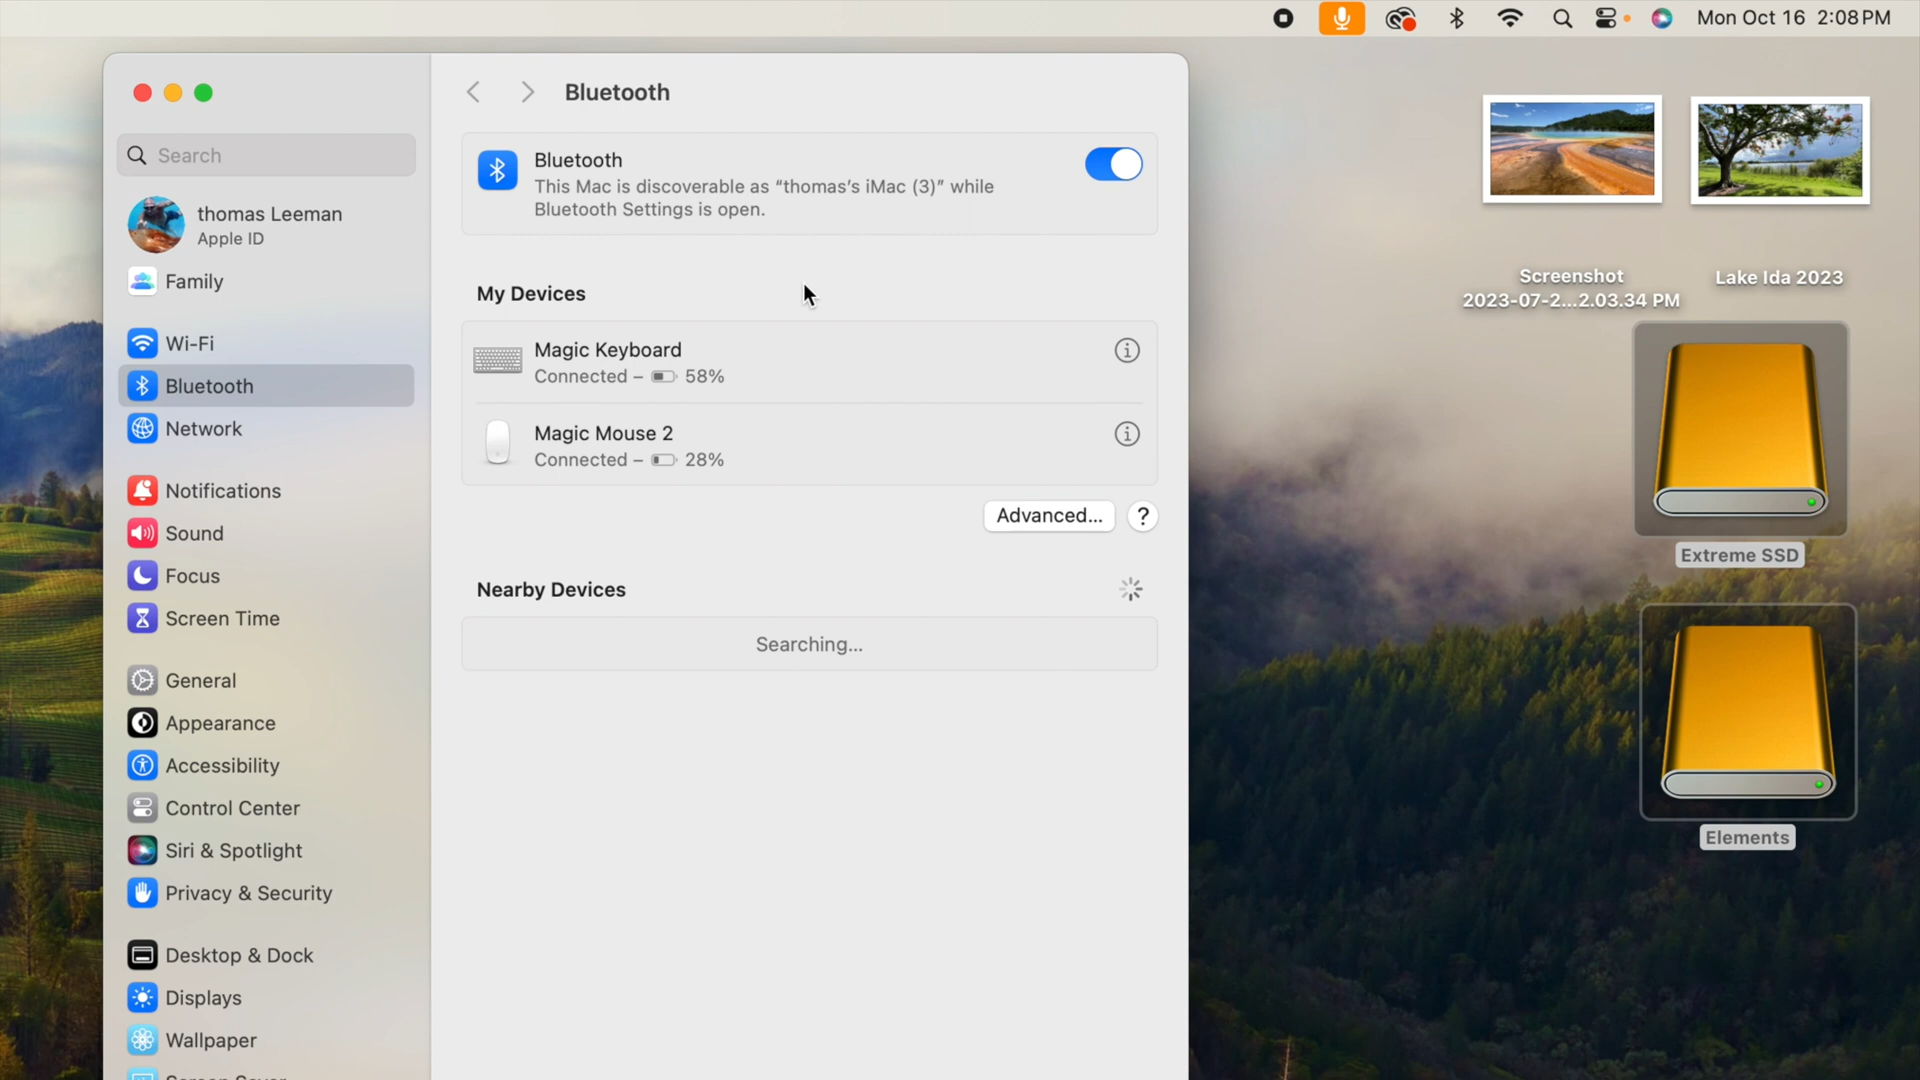 Mon Oct 16 2:08 PM
Bluetooth
Search
thomas Leeman
Apple ID
Family
Wi-Fi
Bluetooth
Network
Notifications
Sound
Focus
Screen Time
General
Appearance
Accessibility
Control Center
Siri & Spotlight
Privacy & Security
Desktop & Dock
Displays
Wallpaper
Bluetooth
This Mac is discoverable as “thomas’s iMac (3)” while
Bluetooth Settings is open.
My Devices
Magic Keyboard
Connected – 58%
Magic Mouse 2
Connected – 28%
Advanced...
?
Nearby Devices
Searching...
Screenshot
2023-07-2...2.03.34 PM
Lake Ida 2023
Extreme SSD
Elements